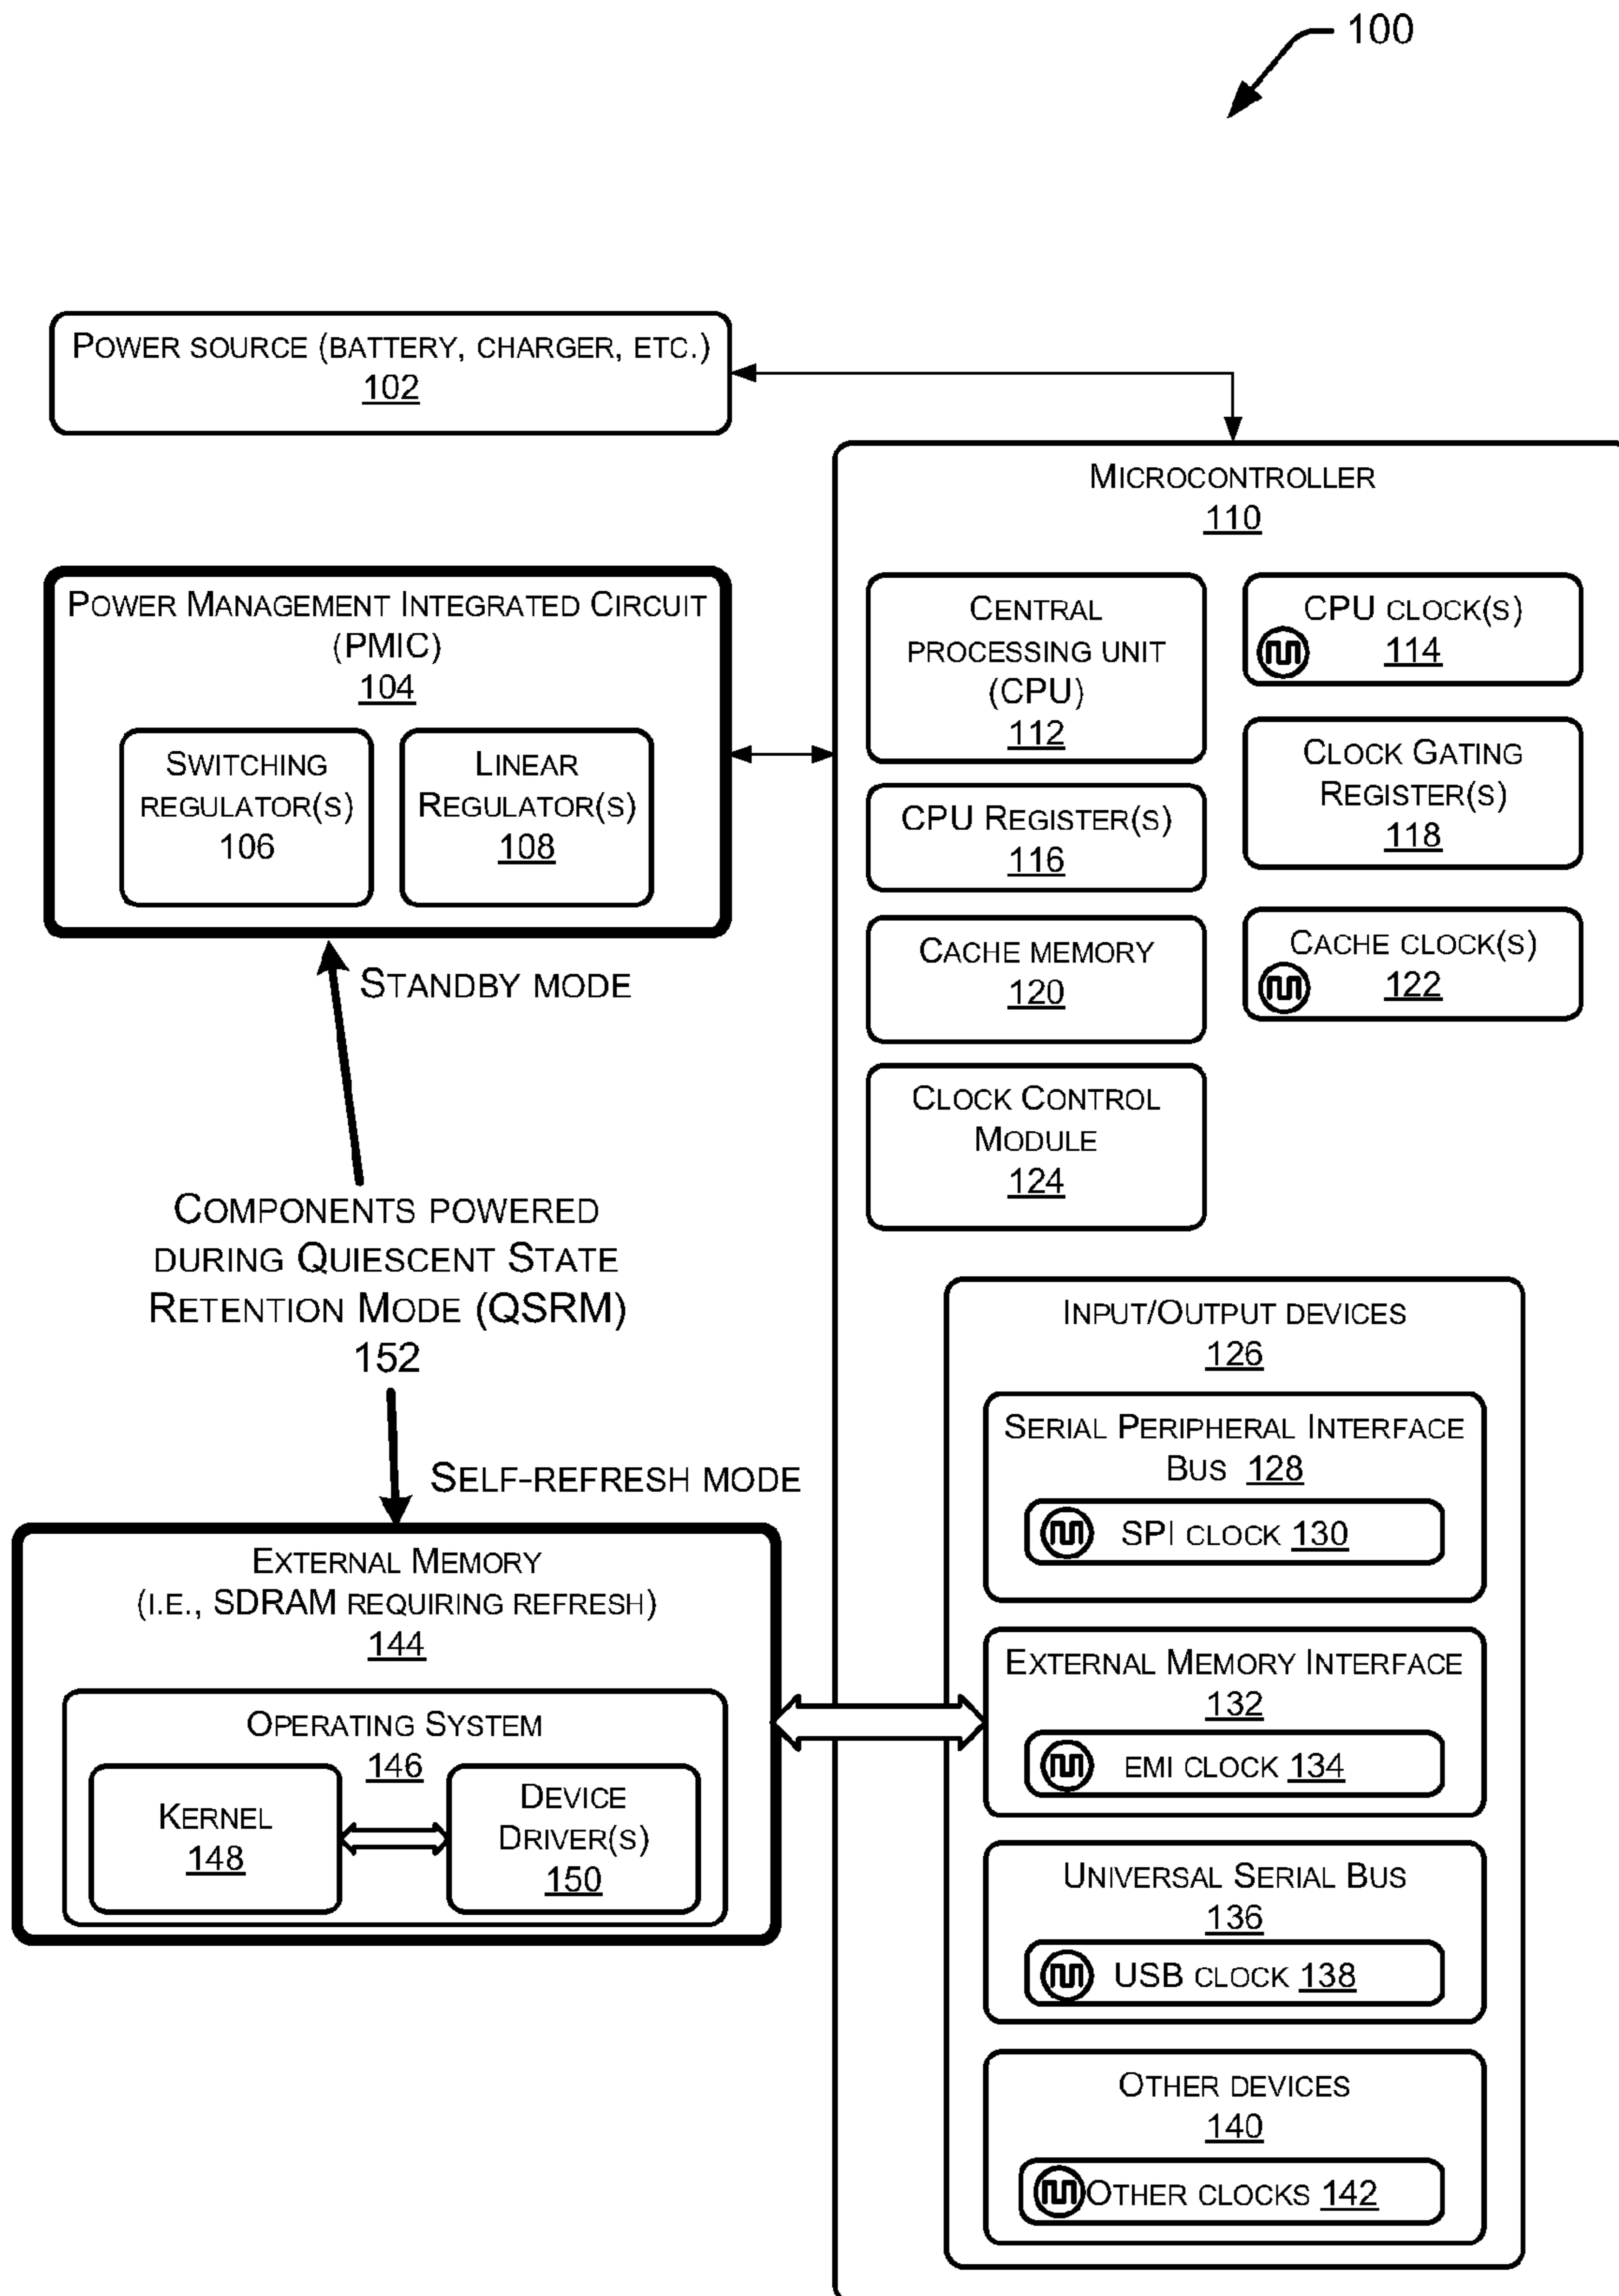 100
Power source (battery, charger, etc.)
102
Power Management Integrated Circuit
(PMIC)
104
Switching
regulator(s)
106
Linear
Regulator(s)
108
Standby mode
Components powered
during Quiescent State
Retention Mode (QSRM)
152
Self-refresh mode
External Memory
(i.e., SDRAM requiring refresh)
144
Operating System
146
Kernel
148
Device
Driver(s)
150
Microcontroller
110
Central
processing unit
(CPU)
112
CPU clock(s)
114
CPU Register(s)
116
Clock Gating
Register(s)
118
Cache memory
120
Cache clock(s)
122
Clock Control
Module
124
Input/Output devices
126
Serial Peripheral Interface
Bus 128
SPI clock 130
External Memory Interface
132
EMI clock 134
Universal Serial Bus
136
USB clock 138
Other devices
140
Other clocks 142